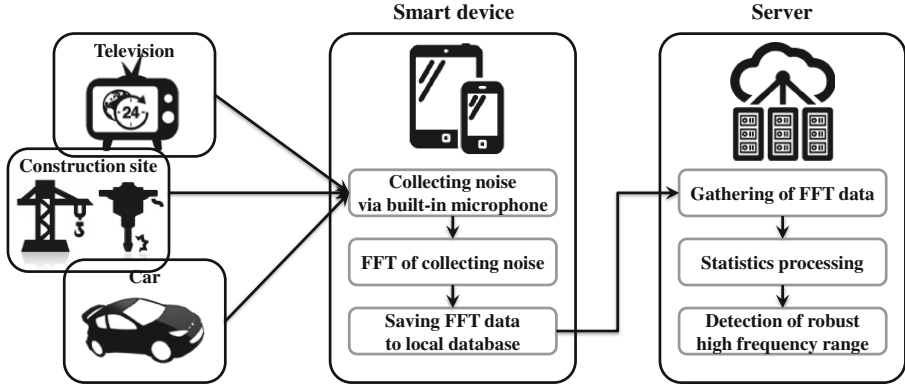 Smart device
Server
Television
24
Construction site
Car
Collecting noise
via built-in microphone
FFT of collecting noise
Saving FFT data
to local database
Gathering of FFT data
Statistics processing
Detection of robust
high frequency range